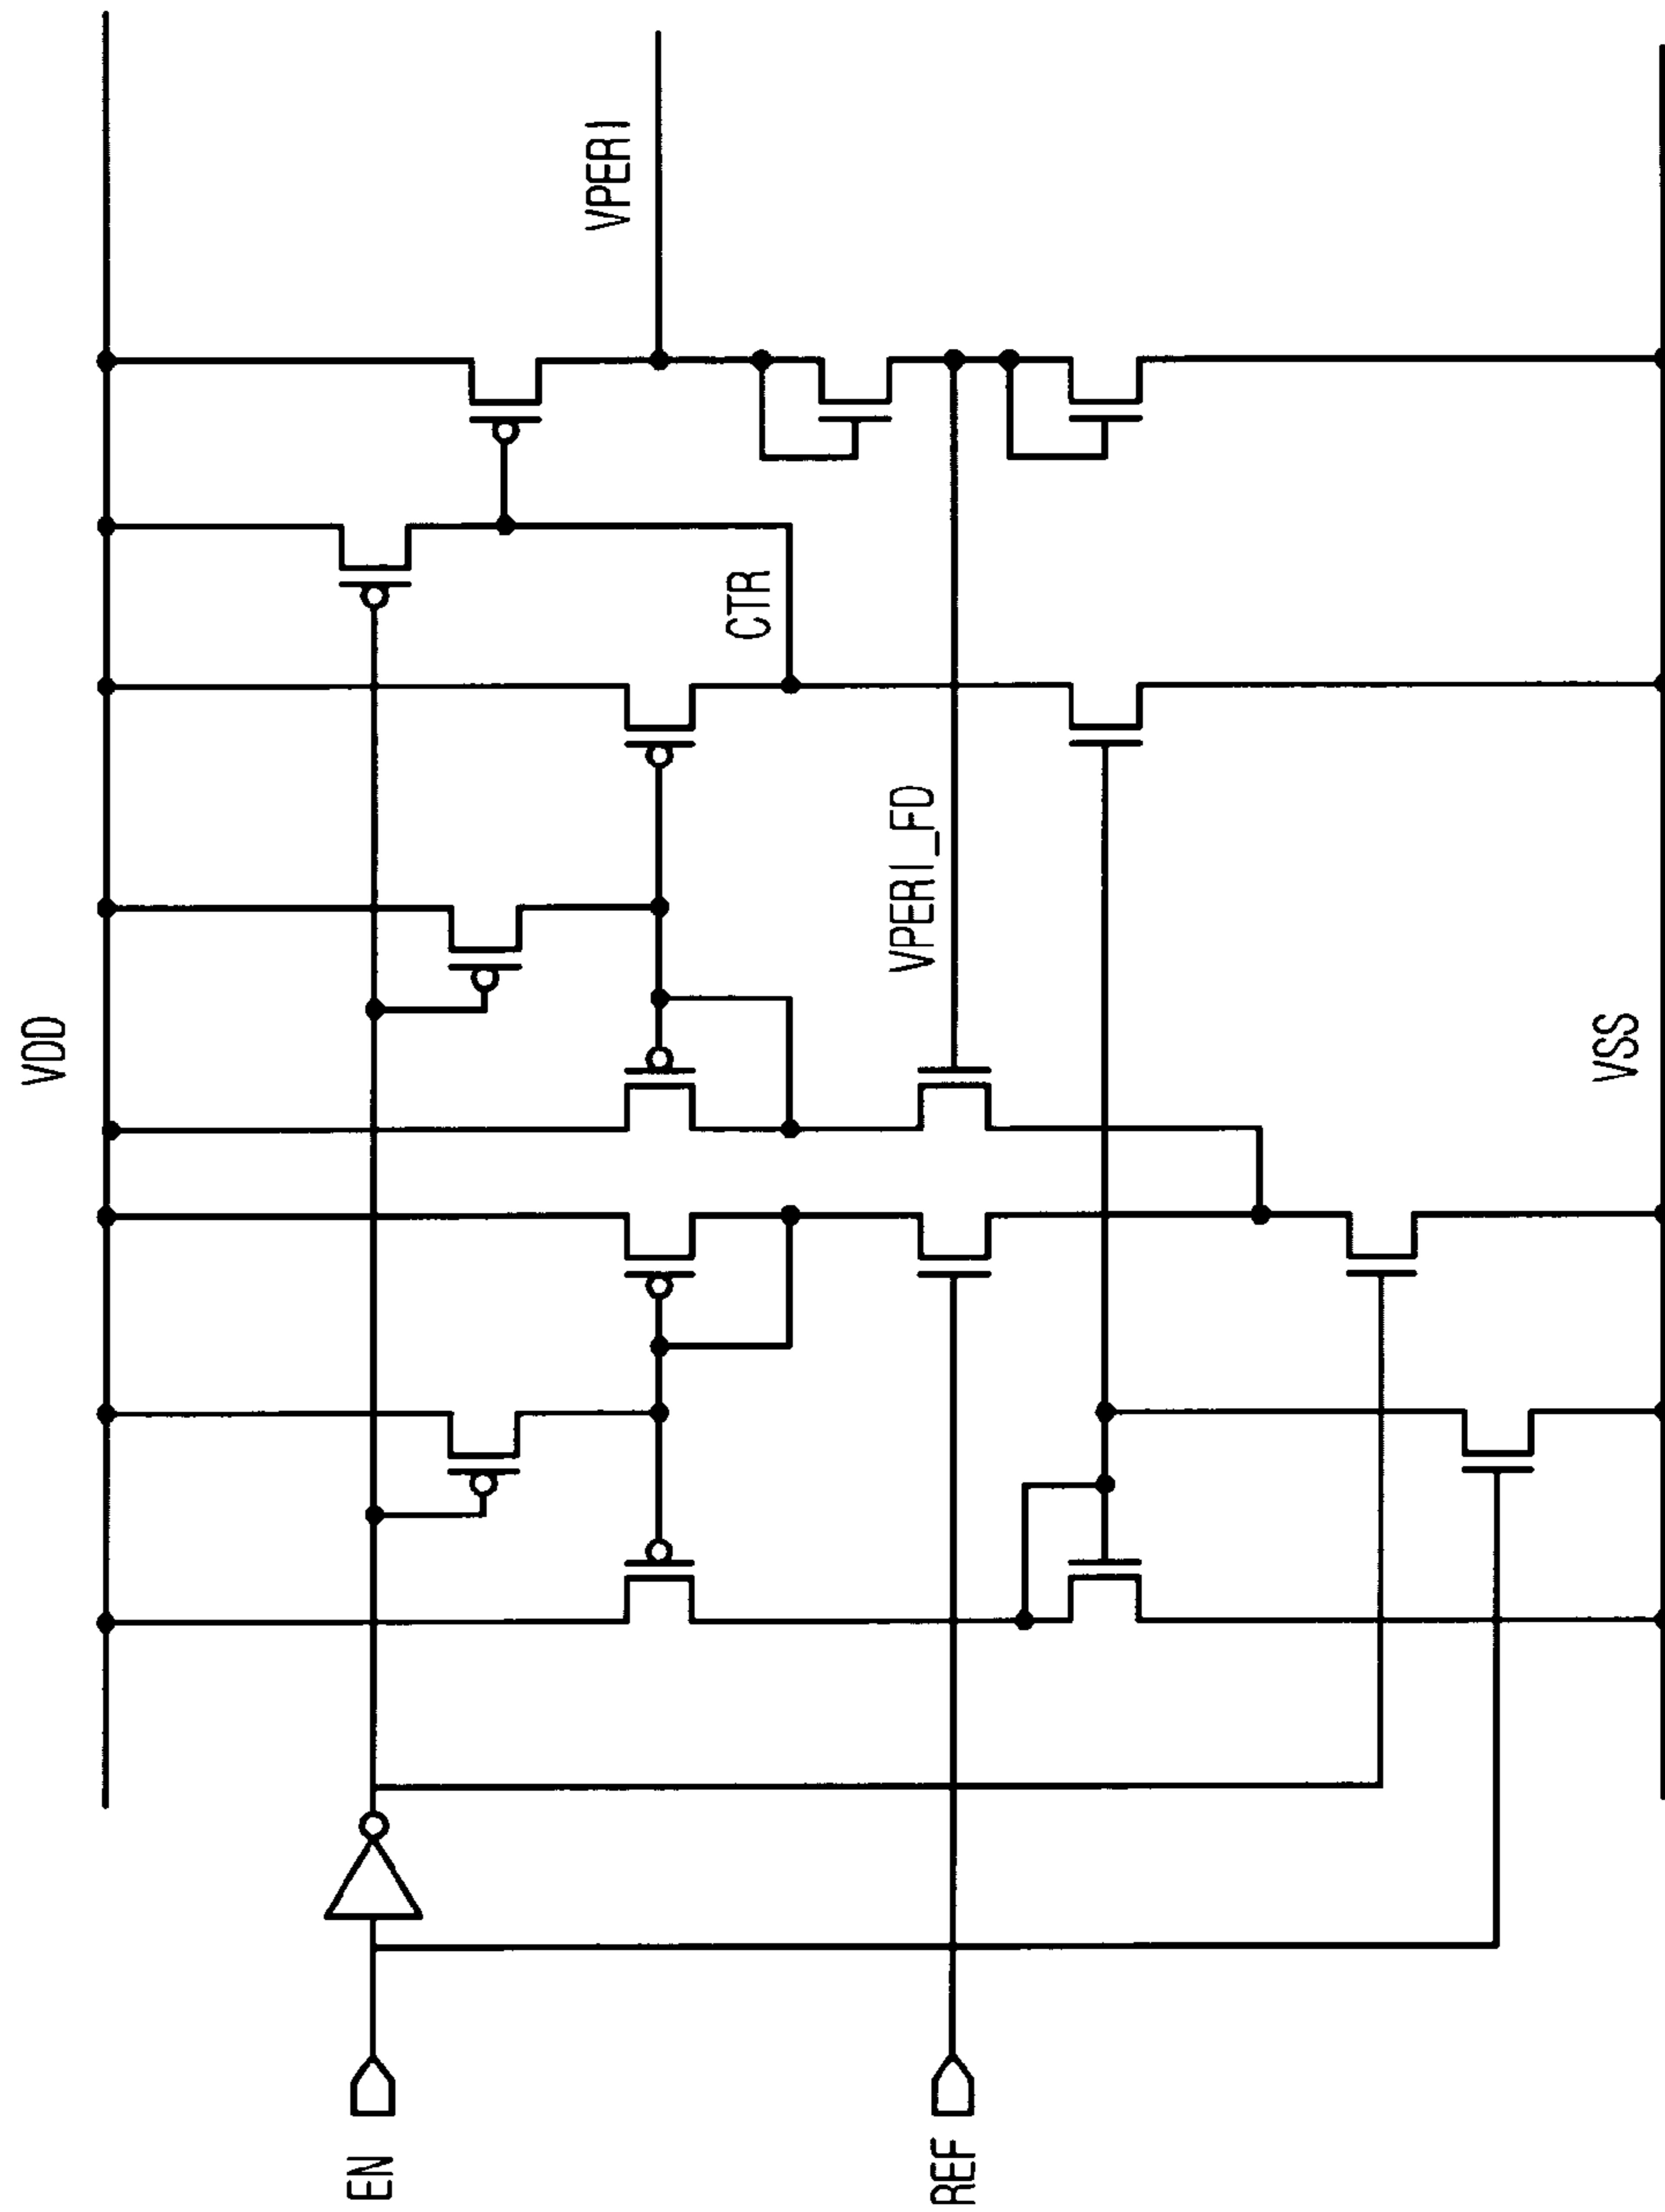 VDD
EN
CTR
VPERI
VPERI_FD
REF
VSS